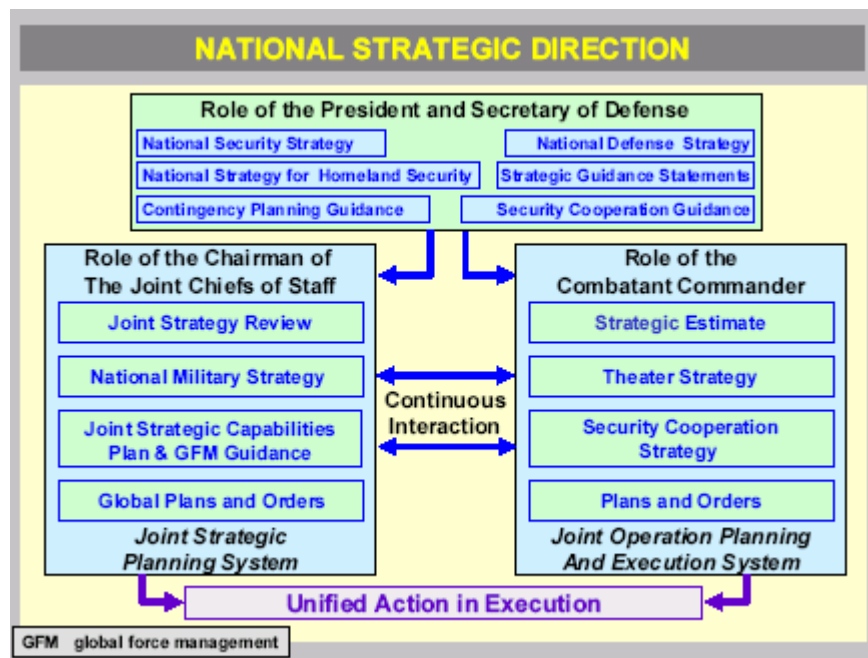 NATIONAL STRATEGIC DIRECTION
Role of the President and Secretary of Defense
National Security Strategy
National Defense Strategy
National Strategy for Homeland Security
Strategic Guidance Statements
Contingency Planning Guidance
Security Cooperation Guidance
Role of the Chairman of
The Joint Chiefs of Staff
Joint Strategy Review
National Military Strategy
Joint Strategic Capabilities
Plan & GFM Guidance
Global Plans and Orders
Joint Strategic
Planning System
Continuous
Interaction
Role of the
Combatant Commander
Strategic Estimate
Theater Strategy
Security Cooperation
Strategy
Plans and Orders
Joint Operation Planning
And Execution System
Unified Action in Execution
GFM global force management